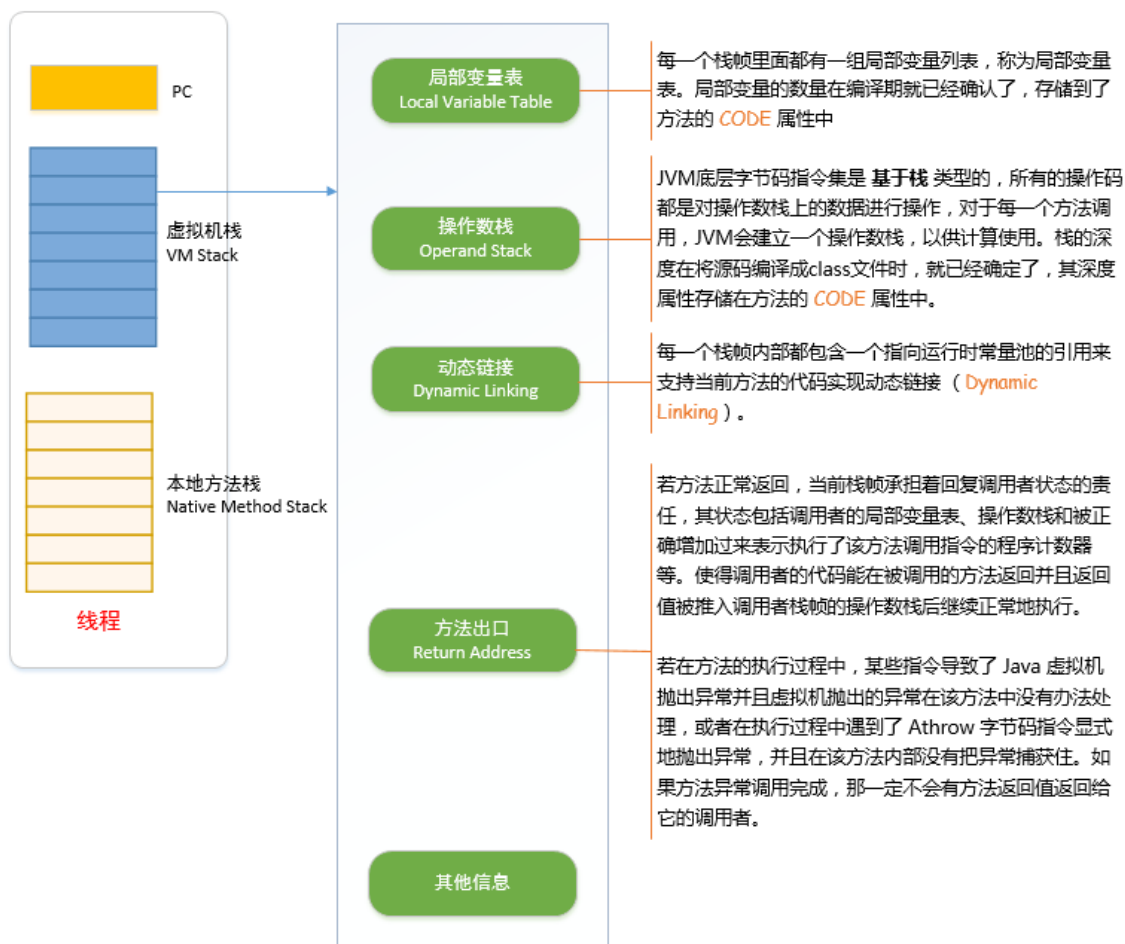 PC
虚拟机栈
VM Stack
本地方法栈
Native Method Stack
线程
局部变量表
Local Variable Table
每一个栈帧里面都有一组局部变量列表，称为局部变量
表。局部变量的数量在编译期就已经确认了，存储到了
方法的 CODE 属性中
操作数栈
Operand Stack
JVM底层字节码指令集是 基于栈 类型的，所有的操作码
都是对操作数栈上的数据进行操作，对于每一个方法调
用，JVM会建立一个操作数栈，以供计算使用。栈的深
度在将源码编译成class文件时，就已经确定了，其深度
属性存储在方法的 CODE 属性中。
动态链接
Dynamic Linking
每一个栈帧内部都包含一个指向运行时常量池的引用来
支持当前方法的代码实现动态链接 （Dynamic
Linking）。
方法出口
Return Address
若方法正常返回，当前栈帧承担着回复调用者状态的责
任，其状态包括调用者的局部变量表、操作数栈和被正
确增加过来表示执行了该方法调用指令的程序计数器
等。使得调用者的代码能在被调用的方法返回并且返回
值被推入调用者栈帧的操作数栈后继续正常地执行。
若在方法的执行过程中，某些指令导致了 Java 虚拟机
抛出异常并且虚拟机抛出的异常在该方法中没有办法处
理，或者在执行过程中遇到了 Athrow 字节码指令显式
地抛出异常，并且在该方法内部没有把异常捕获住。如
果方法异常调用完成，那一定不会有方法返回值返回给
它的调用者。
其他信息